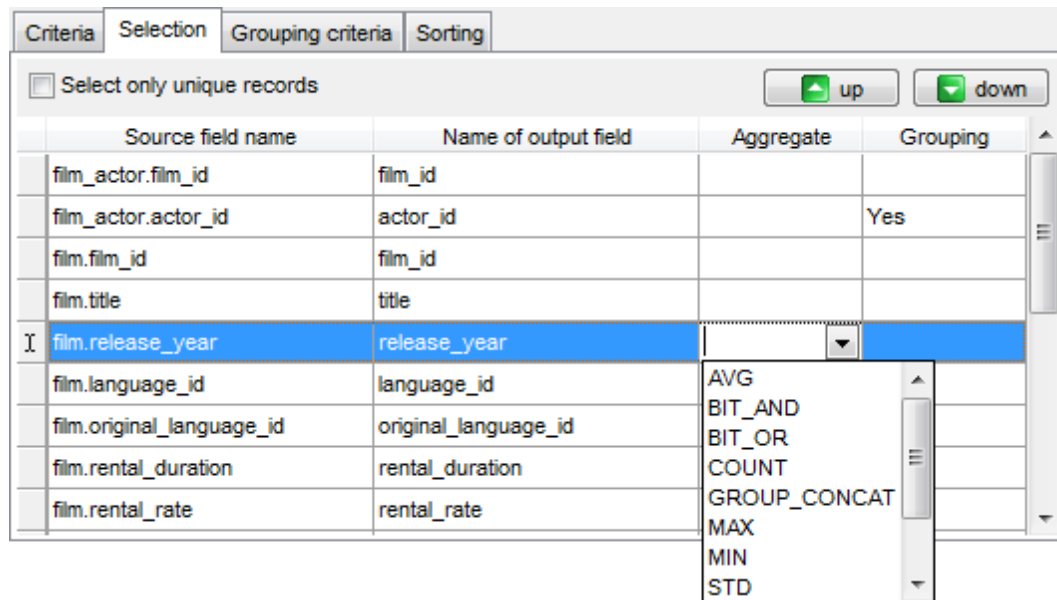 Criteria Selection Grouping criteria Sorting
Select only unique records up down
Source field name Name of output field Aggregate Grouping
film_actor.film_id film_id
film_actor.actor_id actor_id Yes
film.film_id film_id
film.title title
film.release_year release_year
film.language_id language_id AVG
BIT_AND
film.original_language_id original_language_id BIT_OR
film.rental_duration rental_duration COUNT
GROUP_CONCAT
film.rental_rate rental_rate MAX
MIN
STD